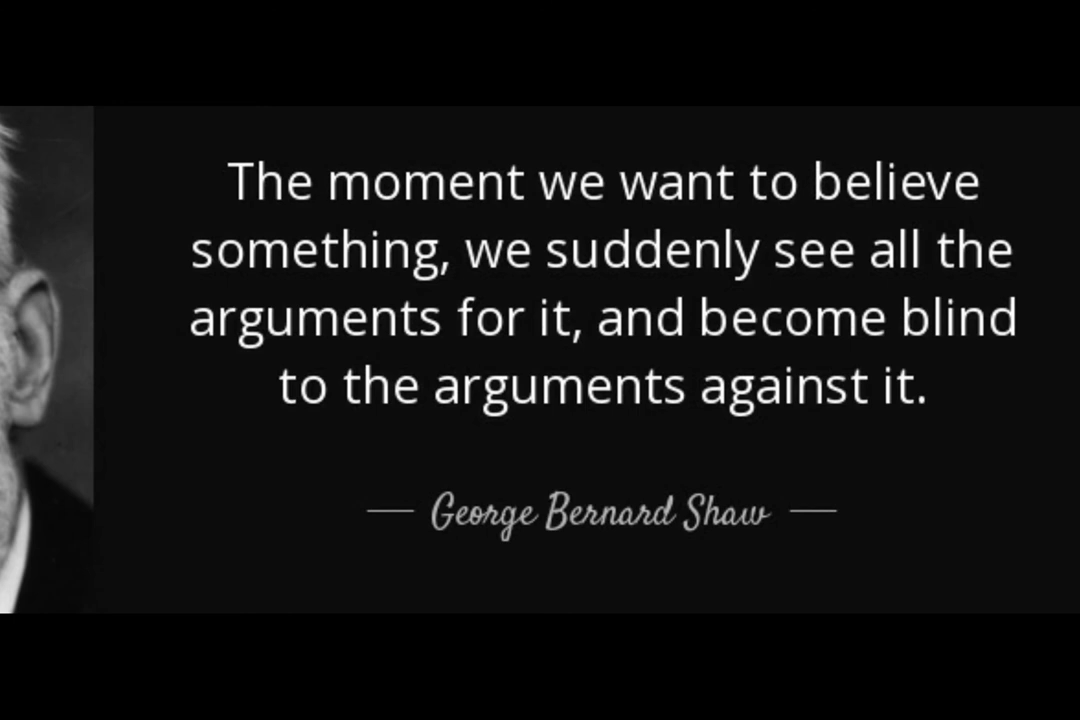 The moment we want to believe
something, we suddenly see all the
arguments for it, and become blind
to the arguments against it.
George Bernard Shaw